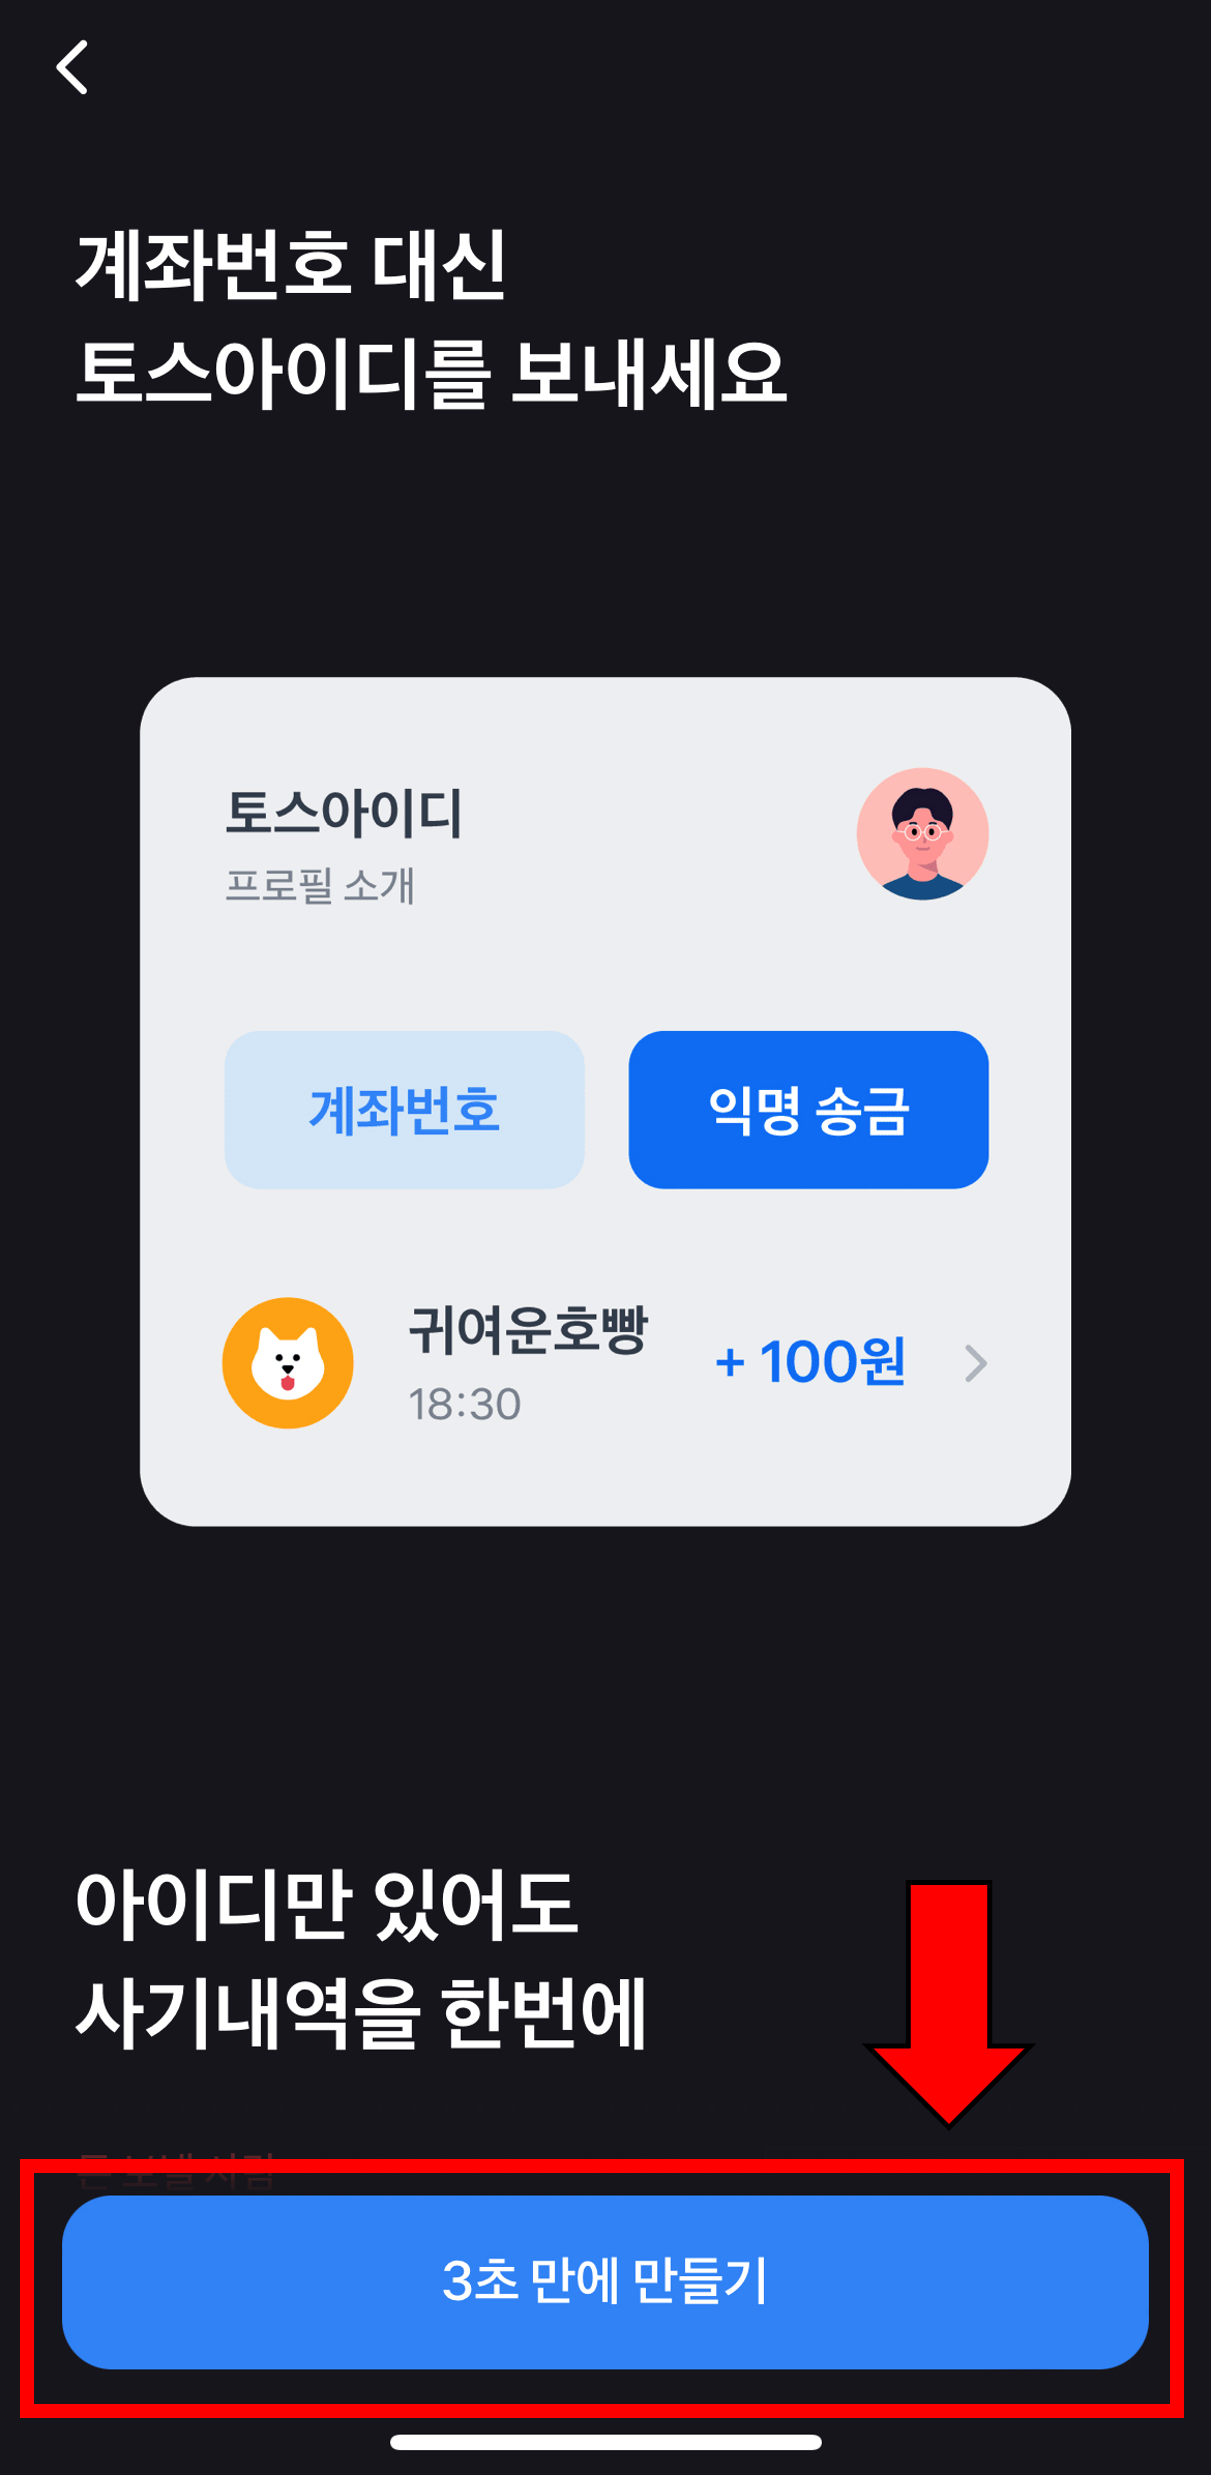 계좌번호 대신
토스아이디를 보내세요
토스아이디
프로필 소개
계좌번호
익명 송금
귀여운호빵
18:30
+ 100원
아이디만 있어도
사기내역을 한번에
3초 만에 만들기